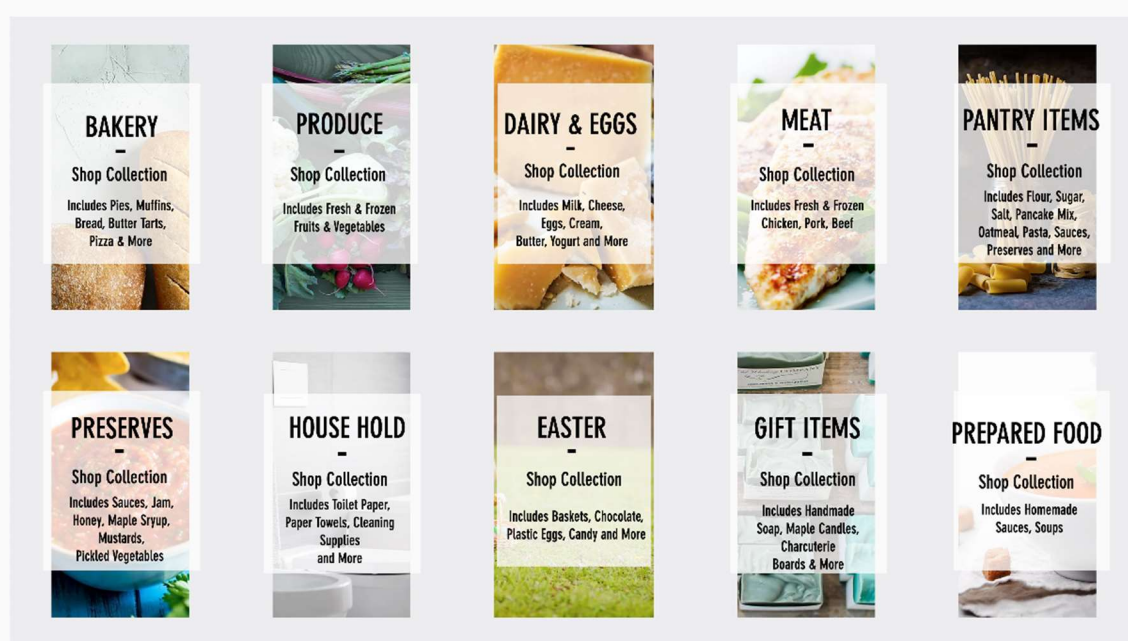 BAKERY
-
Shop Collection
Includes Pies, Muffins,
Bread, Butter Tarts,
Pizza & More
PRODUCE
-
Shop Collection
Includes Fresh & Frozen
Fruits & Vegetables
DAIRY & EGGS
-
Shop Collection
Includes Milk, Cheese,
Eggs, Cream,
Butter, Yogurt and More
MEAT
-
Shop Collection
Includes Fresh & Frozen
Chicken, Pork, Beef
PANTRY ITEMS
-
Shop Collection
Includes Flour, Sugar,
Salt, Pancake Mix,
Oatmeal, Pasta, Sauces,
Preserves and More
PRESERVES
-
Shop Collection
Includes Sauces, Jam,
Honey, Maple Sryup,
Mustards,
Pickled Vegetables
HOUSE HOLD
-
Shop Collection
Includes Toilet Paper,
Paper Towels, Cleaning
Supplies
and More
EASTER
-
Shop Collection
Includes Baskets, Chocolate,
Plastic Eggs, Candy and More
GIFT ITEMS
-
Shop Collection
Includes Handmade
Soap, Maple Candles,
Charcuterie
Boards & More
PREPARED FOOD
-
Shop Collection
Includes Homemade
Sauces, Soups